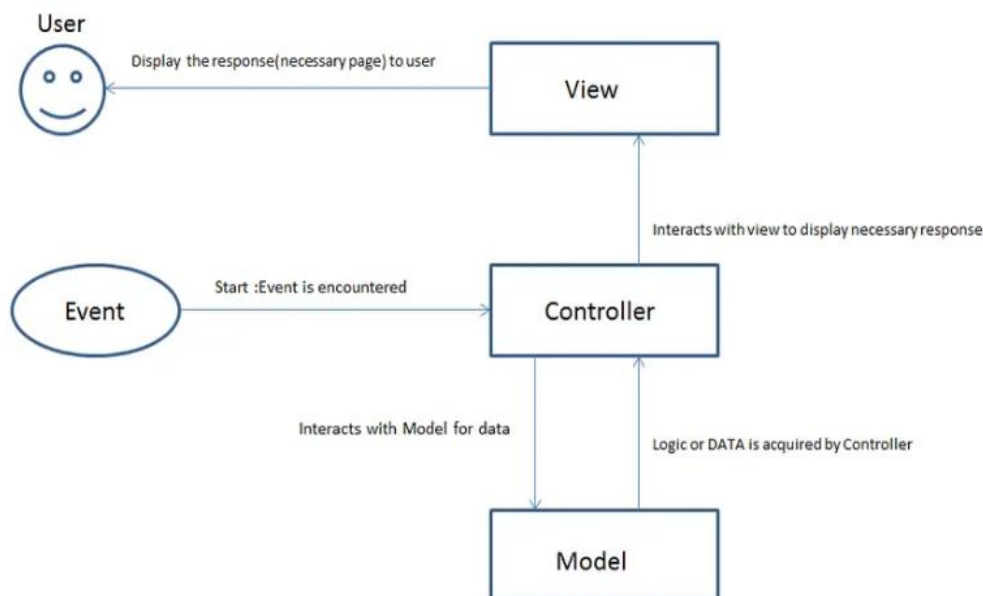 User
Display the response(necessary page) to user
View
Interacts with view to display necessary response
Start :Event is encountered
Event
Controller
Interacts with Model for data
Logic or DATA is acquired by Controller
Model